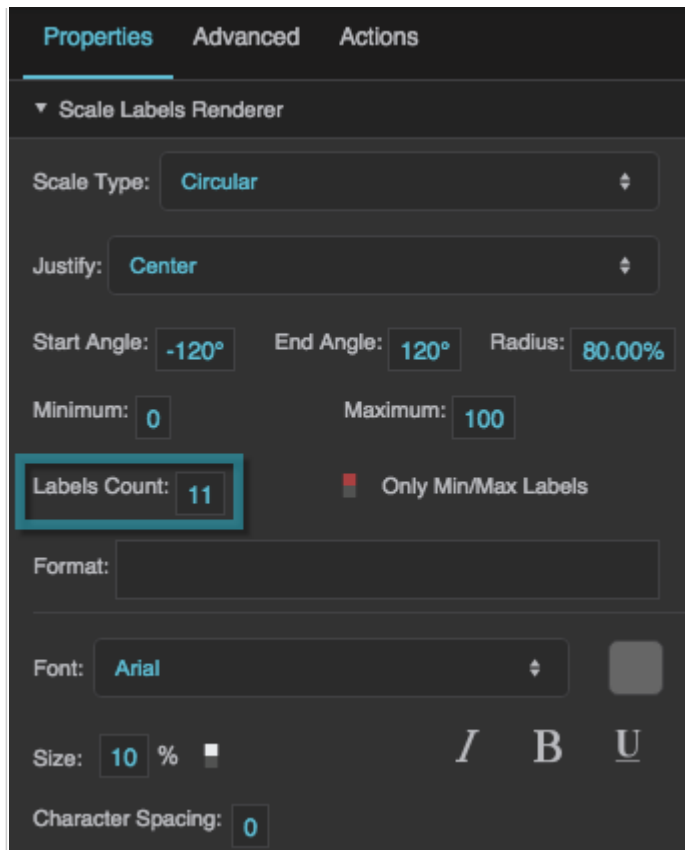 Properties Advanced Actions
Scale Labels Renderer
Scale Type: Circular
Justify: Center
Start Angle: -120° End Angle: 120° Radius: 80.00%
Minimum: 0 Maximum: 100
Labels Count: 11 Only Min/Max Labels
Format:
Font: Arial
Size: 10 % I B U
Character Spacing: 0